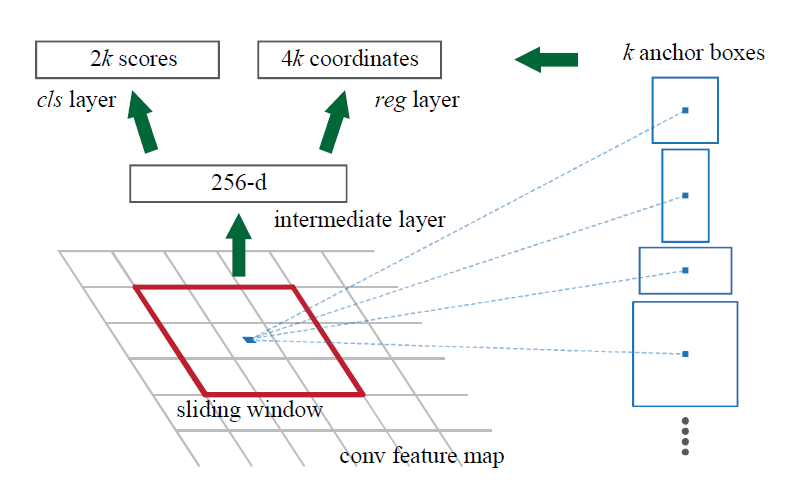 2k scores
4k coordinates
k anchor boxes
cls layer
reg layer
256-d
intermediate layer
sliding window
conv feature map